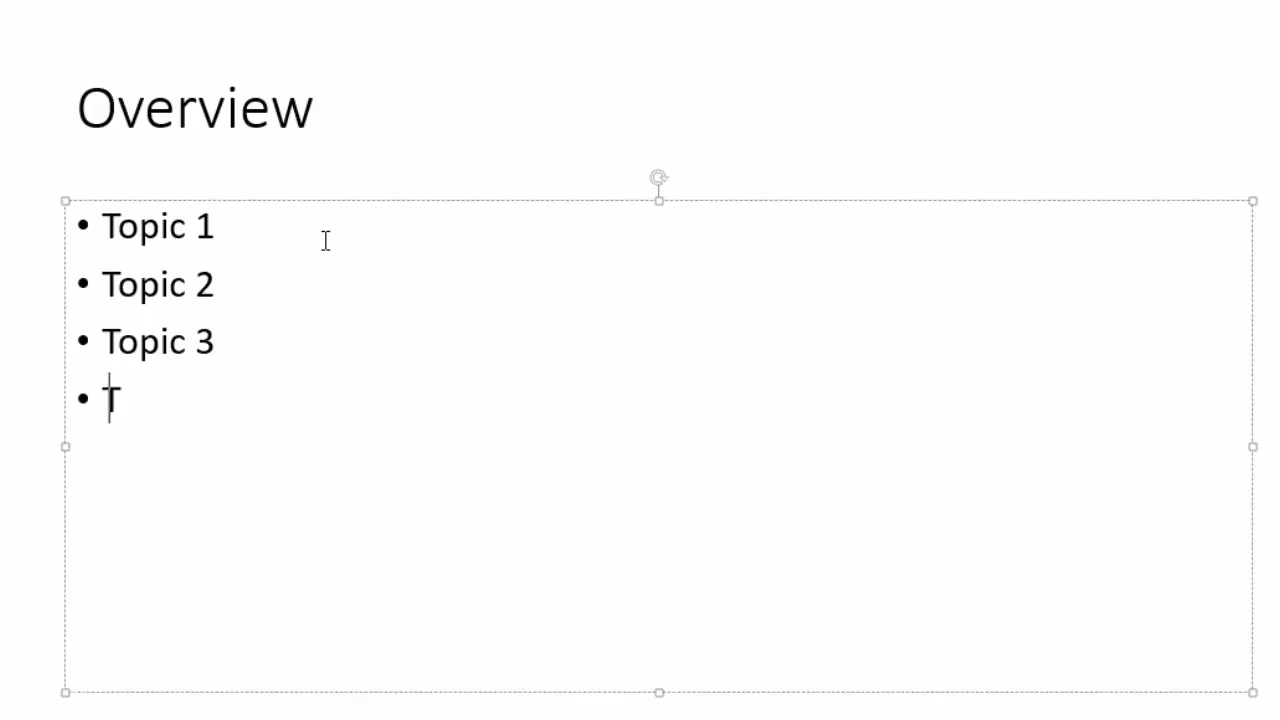 Overview
• Topic 1
• Topic 2
• Topic 3
• T